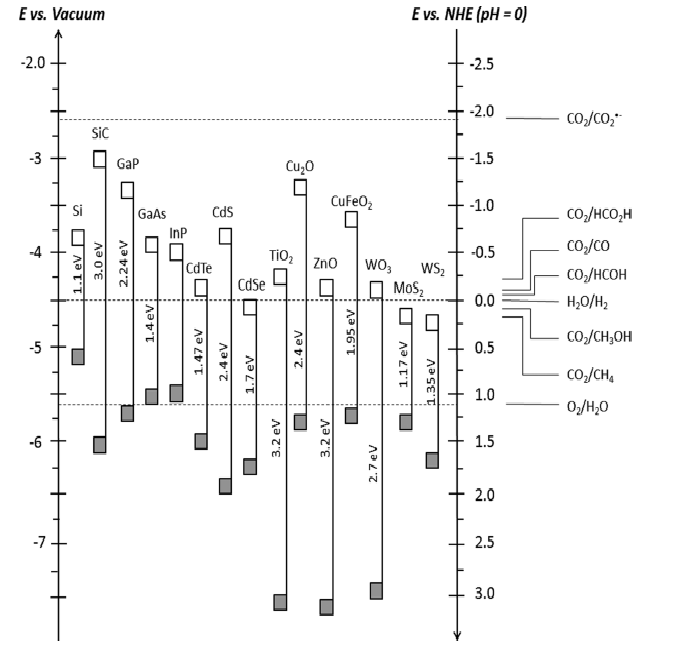 E vs. Vacuum
E vs. NHE (pH = 0)
-2.0
-3
-4
-5
-6
-7
-2.5
-2.0
-1.5
-1.0
-0.5
0.0
0.5
1.0
1.5
2.0
2.5
3.0
Si
SiC
GaP
GaAs
InP
CdTe
CdS
CdSe
TiO₂
Cu₂O
ZnO
CuFeO₂
WO₃
MoS₂
WS₂
1.1 eV
3.0 eV
2.24 eV
1.4 eV
1.47 eV
2.4 eV
1.7 eV
3.2 eV
2.4 eV
3.2 eV
1.95 eV
2.7 eV
1.17 eV
1.35 eV
CO₂/CO₂•⁻
CO₂/HCO₂H
CO₂/CO
CO₂/HCOH
H₂O/H₂
CO₂/CH₃OH
CO₂/CH₄
O₂/H₂O